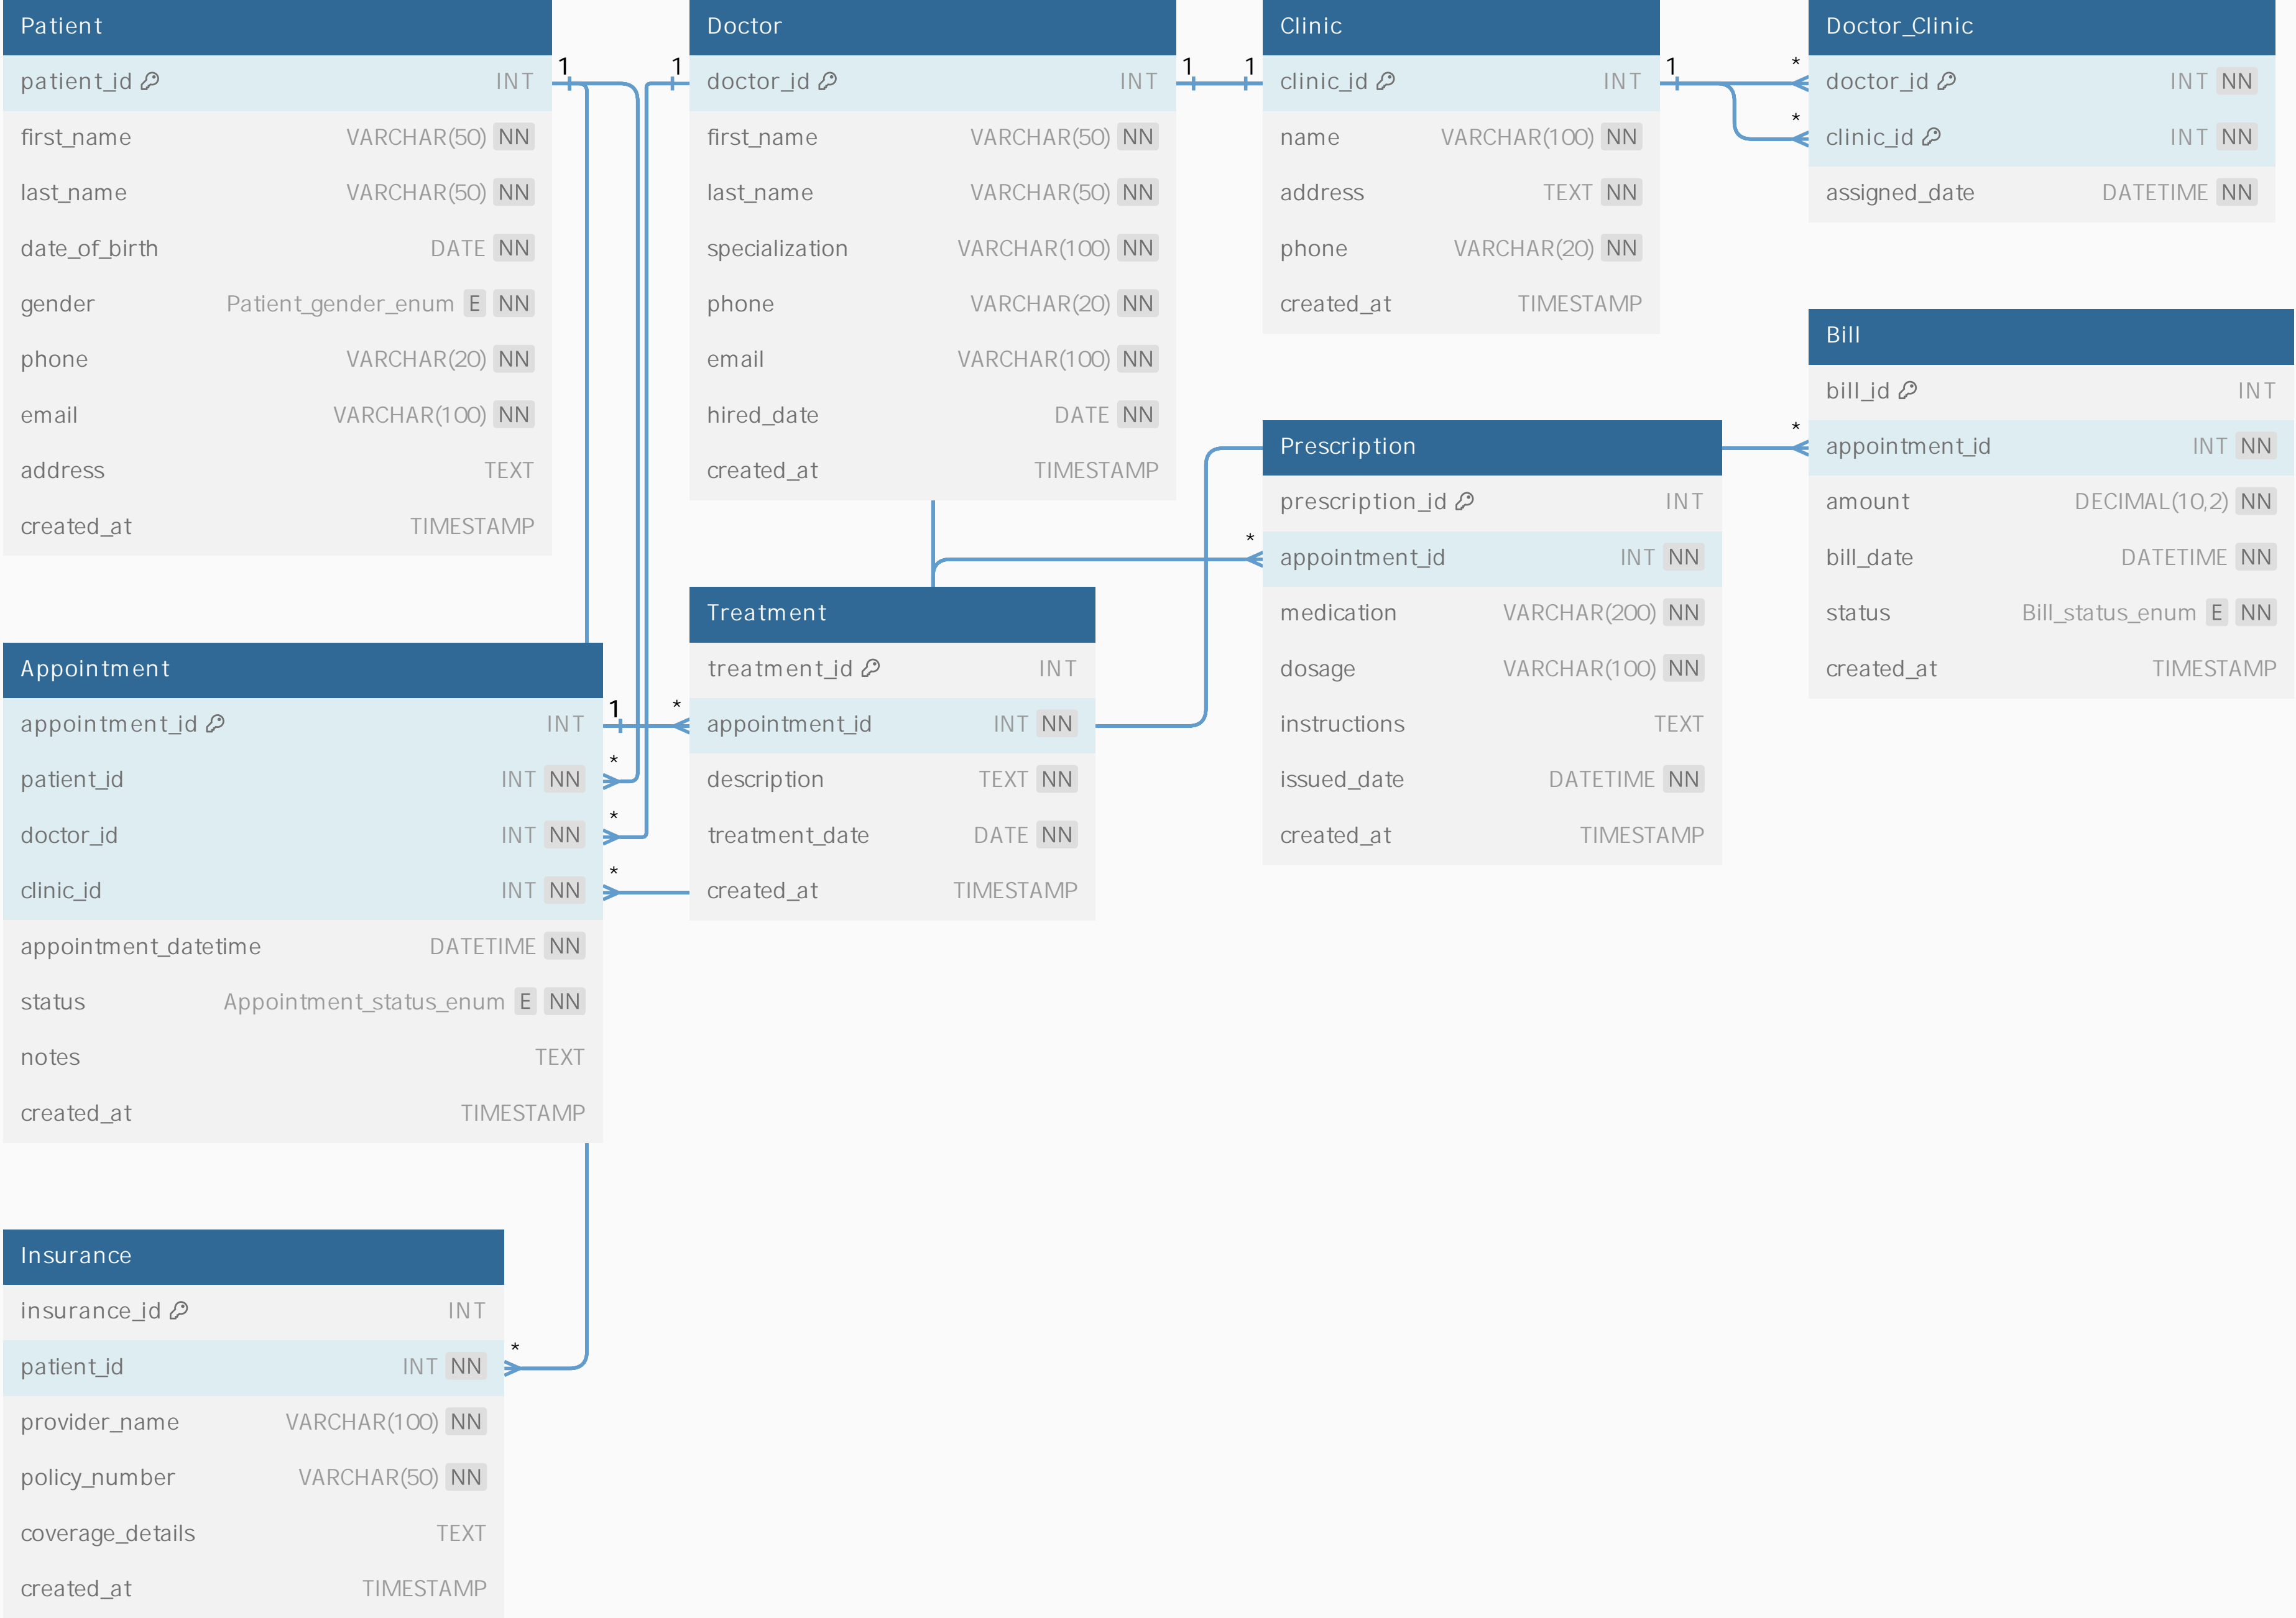 Patient
patient_id INT
first_name VARCHAR(50) NN
last_name VARCHAR(50) NN
date_of_birth DATE NN
gender Patient_gender_enum E NN
phone VARCHAR(20) NN
email VARCHAR(100) NN
address TEXT
created_at TIMESTAMP
1
1
Doctor
doctor_id INT
first_name VARCHAR(50) NN
last_name VARCHAR(50) NN
specialization VARCHAR(100) NN
phone VARCHAR(20) NN
email VARCHAR(100) NN
hired_date DATE NN
created_at TIMESTAMP
1
1
Clinic
clinic_id INT
name VARCHAR(100) NN
address TEXT NN
phone VARCHAR(20) NN
created_at TIMESTAMP
1
*
*
Doctor_Clinic
doctor_id INT NN
clinic_id INT NN
assigned_date DATETIME NN
Bill
bill_id INT
*
appointment_id INT NN
amount DECIMAL(10,2) NN
bill_date DATETIME NN
status Bill_status_enum E NN
created_at TIMESTAMP
Prescription
prescription_id INT
*
appointment_id INT NN
medication VARCHAR(200) NN
dosage VARCHAR(100) NN
instructions TEXT
issued_date DATETIME NN
created_at TIMESTAMP
Treatment
treatment_id INT
*
appointment_id INT NN
description TEXT NN
treatment_date DATE NN
created_at TIMESTAMP
Appointment
appointment_id INT
1
patient_id INT NN
*
doctor_id INT NN
*
clinic_id INT NN
*
appointment_datetime DATETIME NN
status Appointment_status_enum E NN
notes TEXT
created_at TIMESTAMP
Insurance
insurance_id INT
patient_id INT NN
*
provider_name VARCHAR(100) NN
policy_number VARCHAR(50) NN
coverage_details TEXT
created_at TIMESTAMP